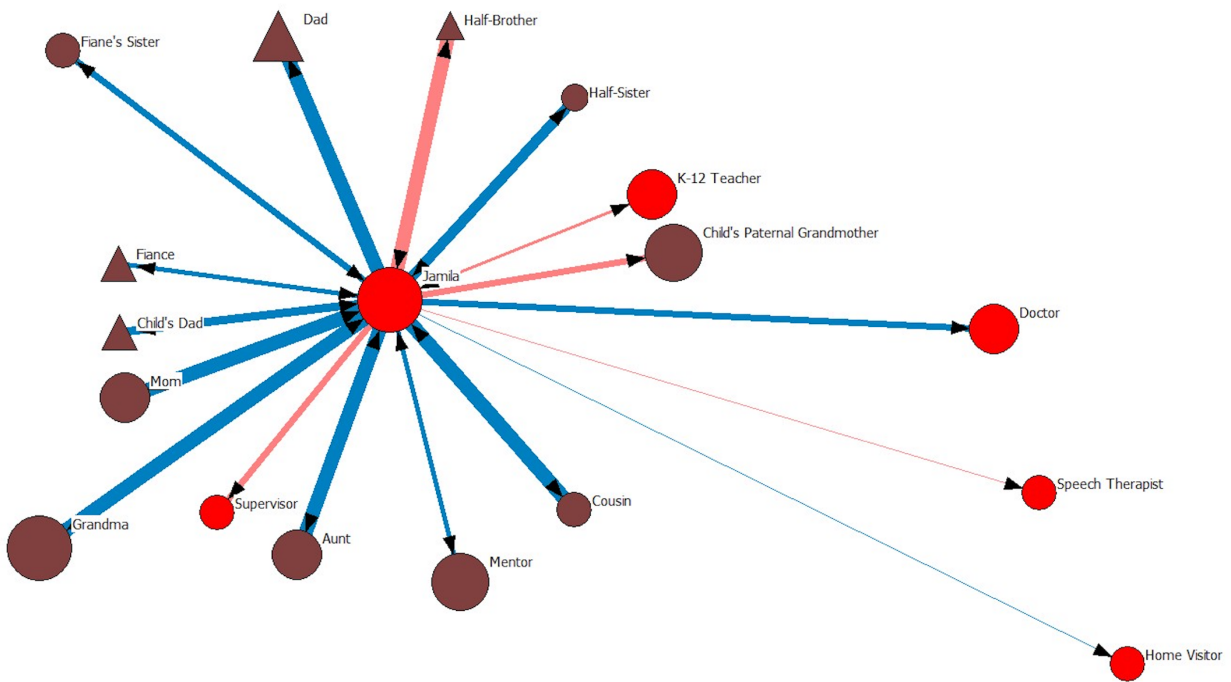 Dad
Half-Brother
Fiane's Sister
Half-Sister
K-12 Teacher
Child's Paternal Grandmother
Fiance
Jamila
Doctor
Child's Dad
Mom
Speech Therapist
Cousin
Supervisor
Grandma
Aunt
Mentor
Home Visitor